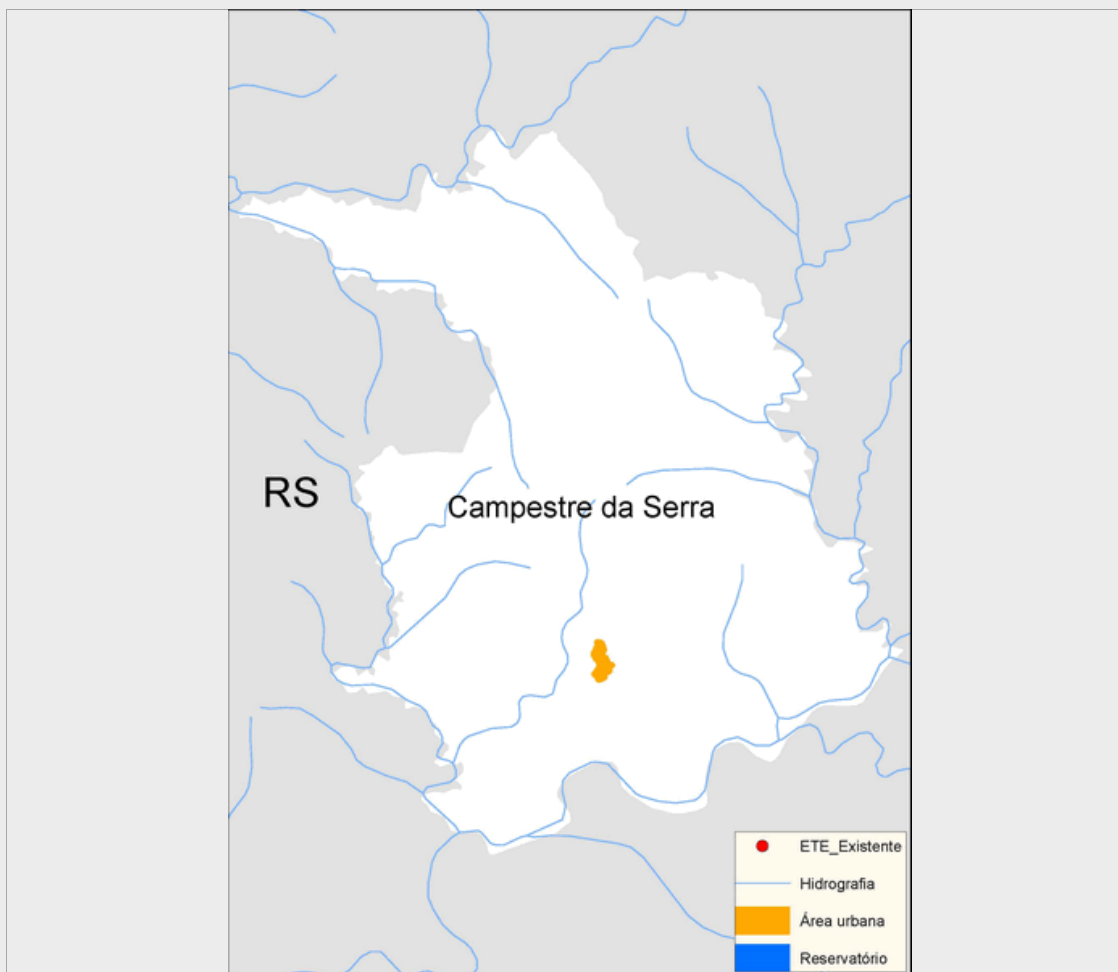 RS
Campestre da Serra
ETE_Existente
Hidrografia
Área urbana
Reservatório